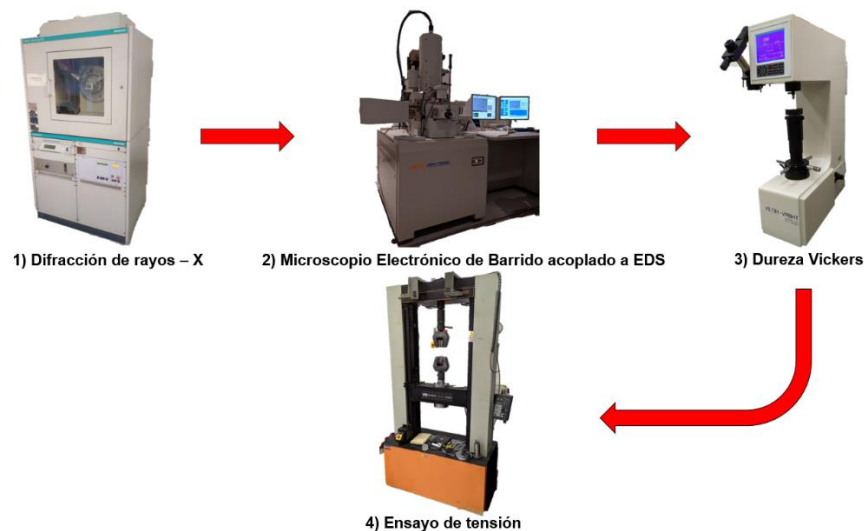 1) Difracción de rayos – X
2) Microscopio Electrónico de Barrido acoplado a EDS
3) Dureza Vickers
4) Ensayo de tensión